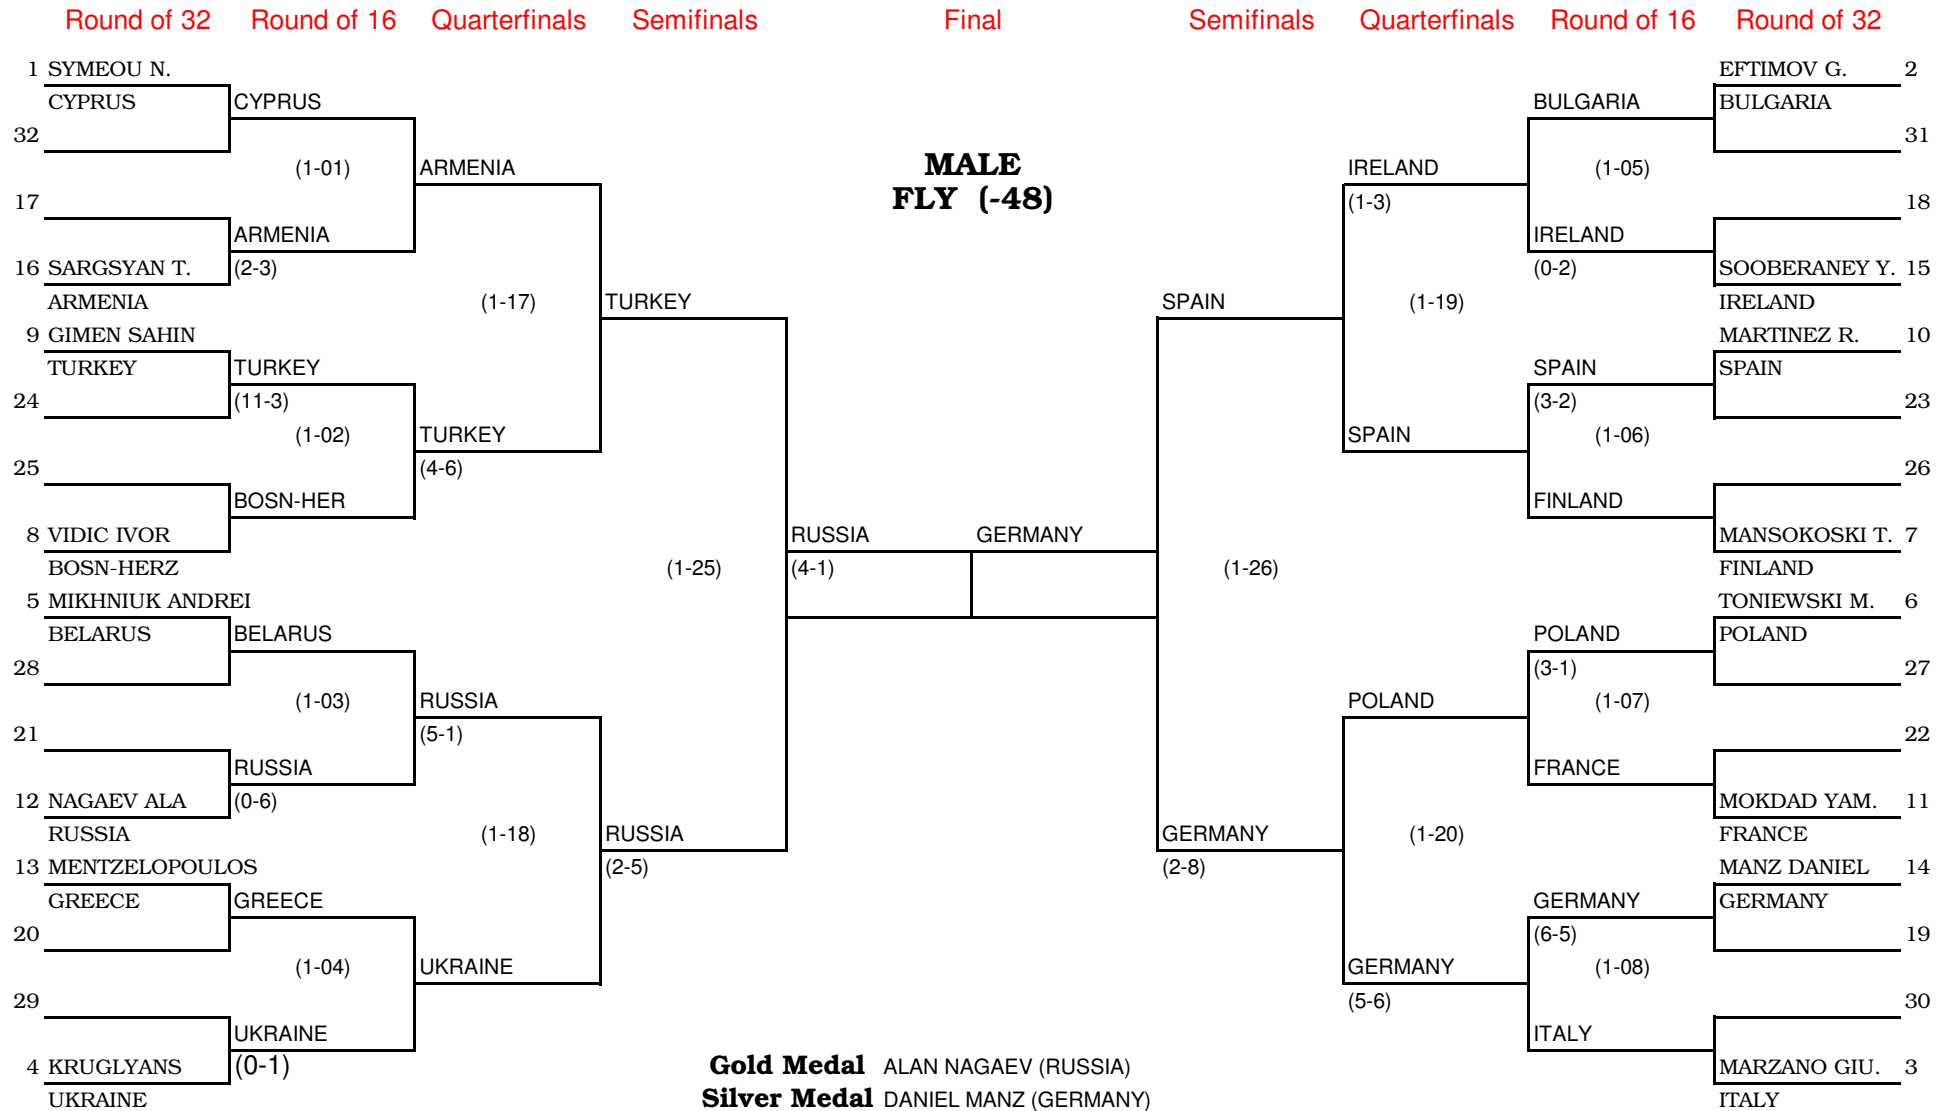 Round of 32 Round of 16 Quarterfinals Semifinals Final Semifinals Quarterfinals Round of 16 Round of 32
1 SYMEOU N. EFTIMOV G. 2
CYPRUS CYPRUS BULGARIA BULGARIA
32 31
(1-01) ARMENIA MALE IRELAND (1-05)
17 FLY (-48) (1-3) 18
ARMENIA IRELAND
16 SARGSYAN T. (2-3) (0-2) SOOBERANEY Y. 15
ARMENIA (1-17) TURKEY SPAIN (1-19) IRELAND
9 GIMEN SAHIN MARTINEZ R. 10
TURKEY TURKEY SPAIN SPAIN
24 (11-3) (3-2) 23
(1-02) TURKEY SPAIN (1-06)
25 (4-6) 26
BOSN-HER FINLAND
8 VIDIC IVOR RUSSIA GERMANY MANSOKOSKI T. 7
BOSN-HERZ (1-25) (4-1) (1-26) FINLAND
5 MIKHNIUK ANDREI TONIEWSKI M. 6
BELARUS BELARUS POLAND POLAND
28 (3-1) 27
(1-03) RUSSIA POLAND (1-07)
21 (5-1) 22
RUSSIA FRANCE
12 NAGAEV ALA (0-6) MOKDAD YAM. 11
RUSSIA (1-18) RUSSIA GERMANY (1-20) FRANCE
13 MENTZELOPOULOS (2-5) (2-8) MANZ DANIEL 14
GREECE GREECE GERMANY GERMANY
20 (6-5) 19
(1-04) UKRAINE GERMANY (1-08)
29 (5-6) 30
UKRAINE ITALY
4 KRUGLYANS (0-1) Gold Medal ALAN NAGAEV (RUSSIA) MARZANO GIU. 3
UKRAINE Silver Medal DANIEL MANZ (GERMANY) ITALY